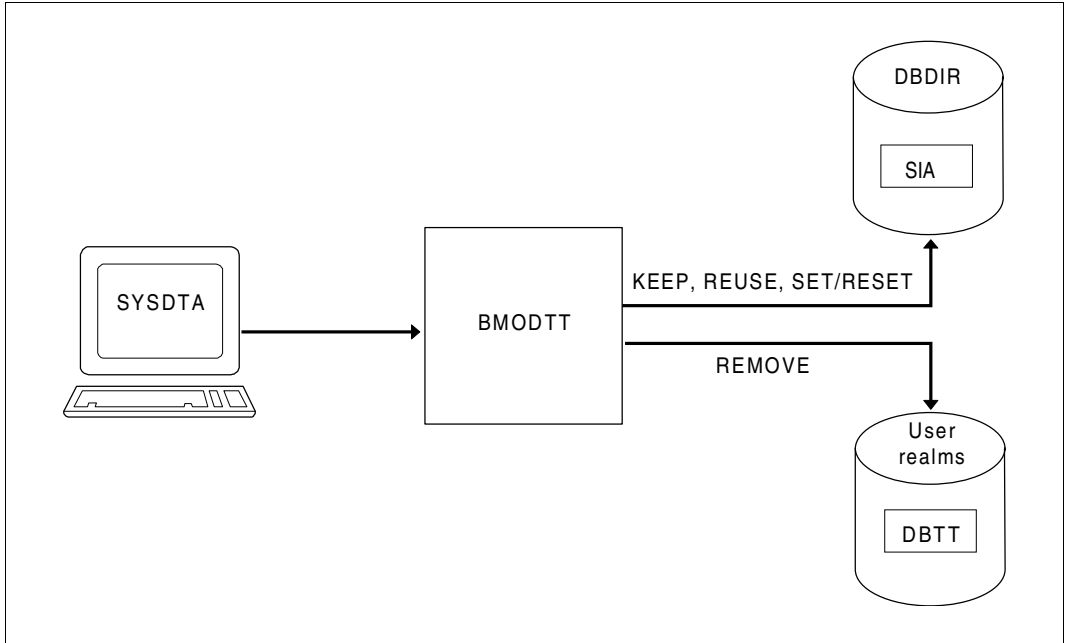 DBDIR
SIA
SYSDTA
BMODTT
KEEP, REUSE, SET/RESET
REMOVE
User
realms
DBTT